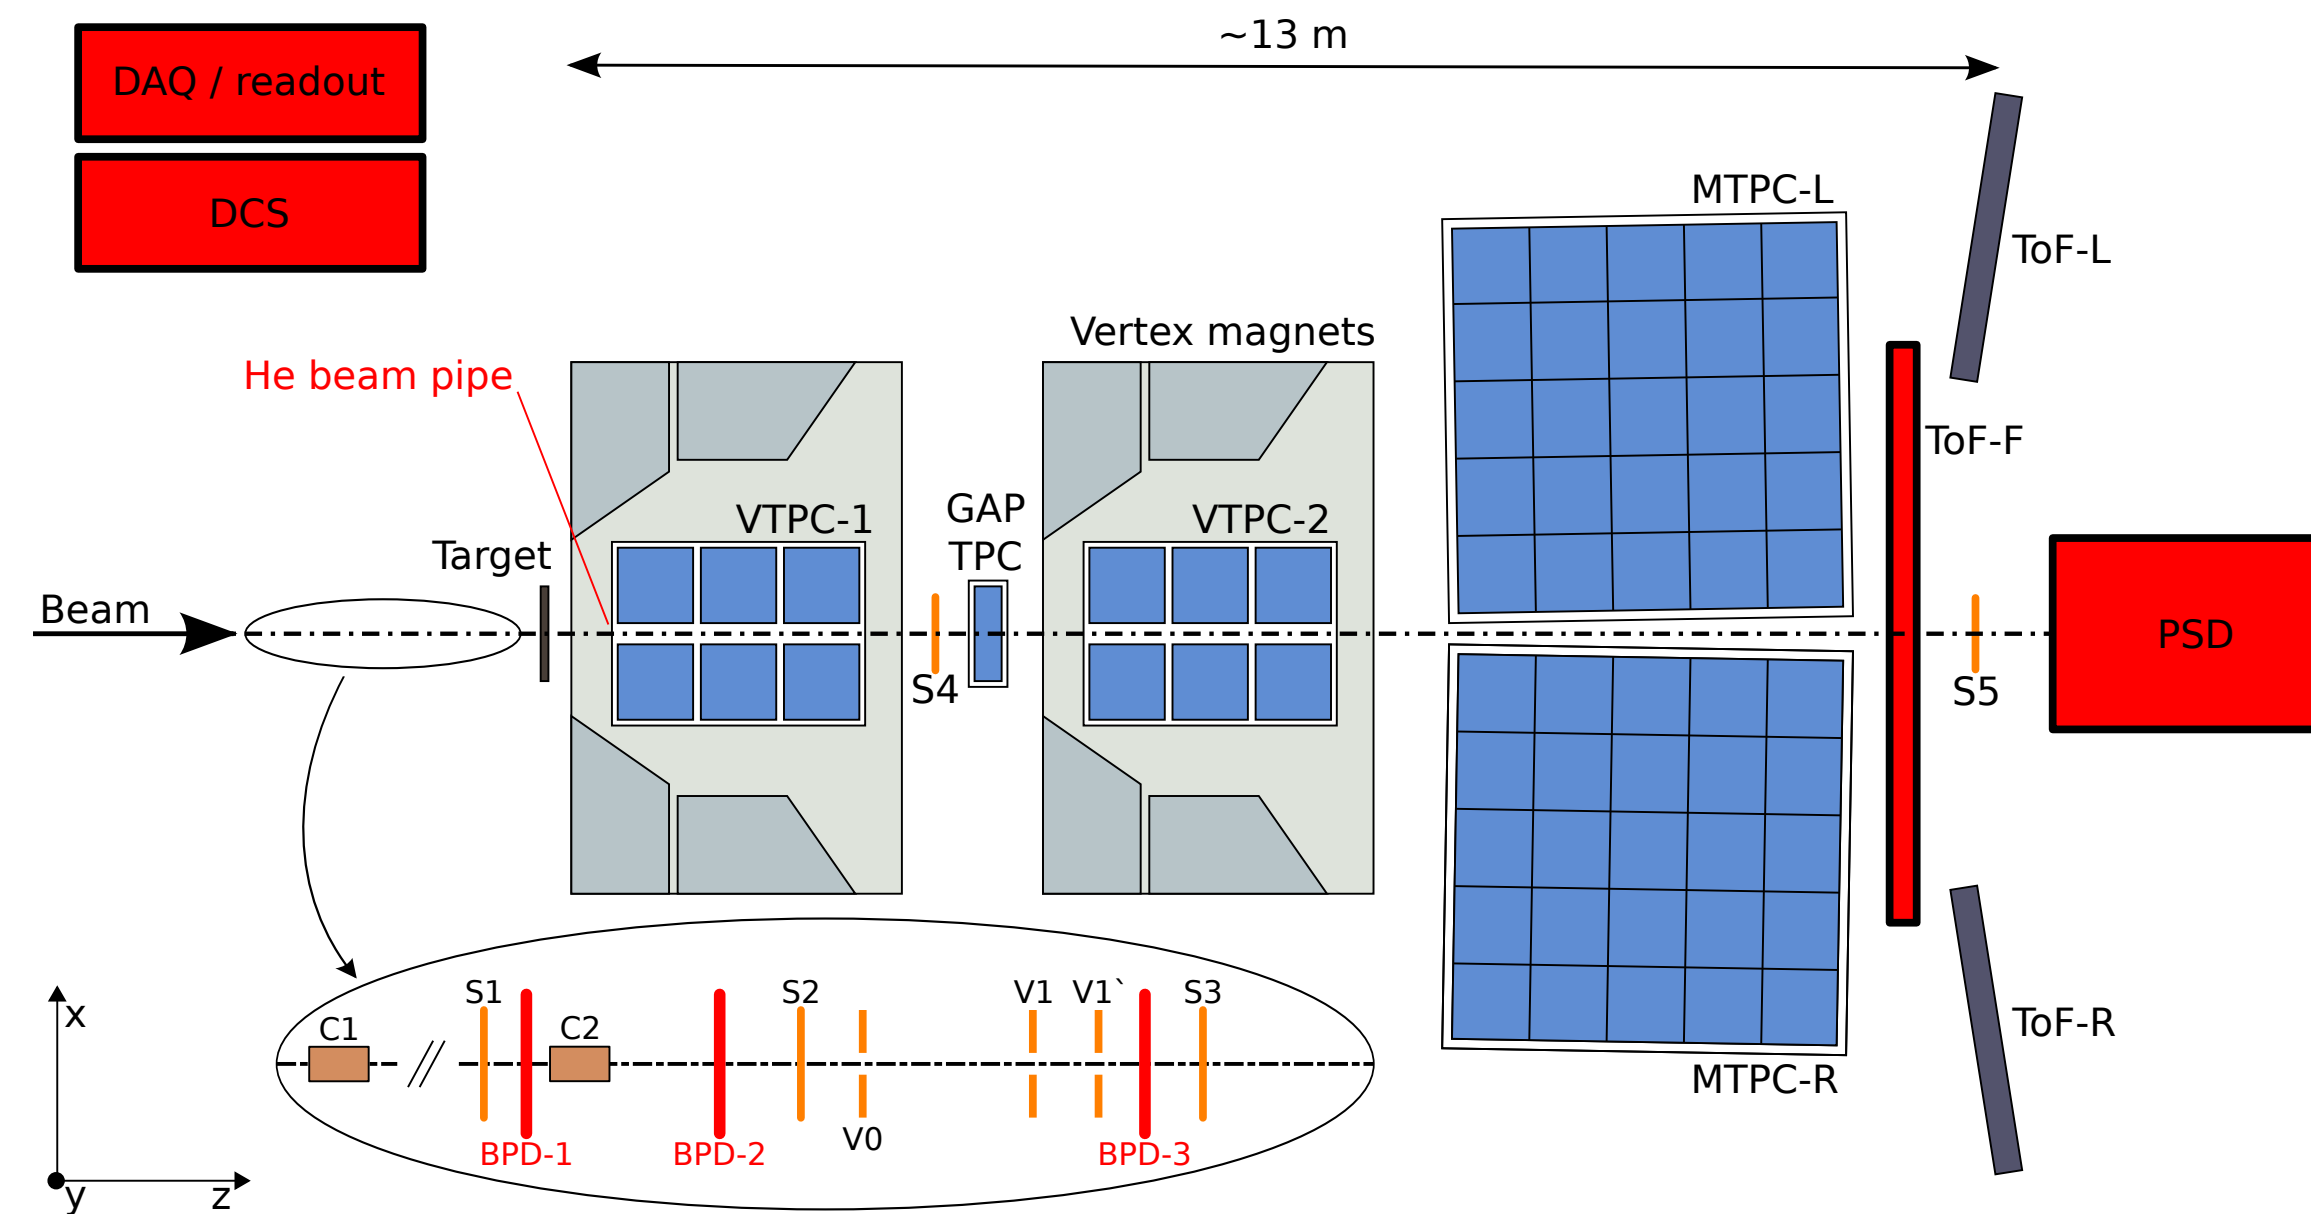 ~13 m
DAQ / readout
DCS
MTPC-L
ToF-L
Vertex magnets
He beam pipe
ToF-F
VTPC-1
GAP
TPC
VTPC-2
Target
Beam
PSD
S4
S5
S1
S2
V1
V1`
S3
x
C1
C2
ToF-R
MTPC-R
V0
BPD-1
BPD-2
BPD-3
y
z